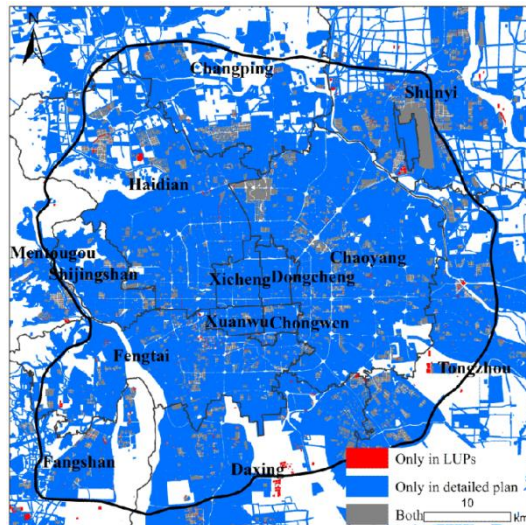 N
Changping
Shunyi
Haidian
Mentougou
Shijingshan
Chaoyang
Xicheng
Dongcheng
Xuanwu
Chongwen
Fengtai
Tongzhou
Fangshan
Daxing
Only in LUPs
Only in detailed plan
Both
10
km